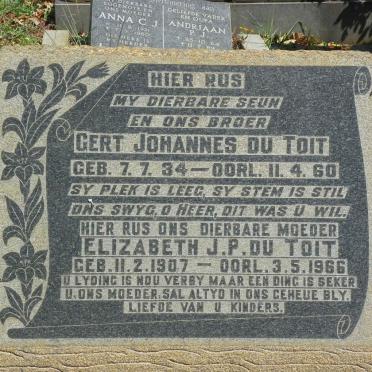 ANNA C.J.
ADRIAAN
HIER RUS
MY DIERBARE SEUN
EN ONS BROER
GERT JOHANNES DU TOIT
GEB. 7. 7. 34 — OORL. 11. 4. 60
SY PLEK IS LEEG, SY STEM IS STIL
ONS SWYG, O HEER, DIT WAS U WIL.
HIER RUS ONS DIERBARE MOEDER
ELIZABETH J.P. DU TOIT
GEB. 11. 2. 1907 — OORL. 3. 5. 1966
U LYDING IS NOU VERBY MAAR EEN DING IS SEKER
U, ONS MOEDER, SAL ALTYD IN ONS GEHEUE BLY.
LIEFDE VAN U KINDERS.